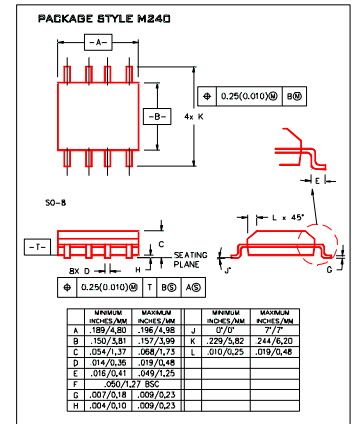 PACKAGE STYLE M240
-A-
-B-
4x K
⌖ 0.25(0.010)Ⓜ BⓂ
E
SO-8
-T-
C
8X D
H
SEATING
PLANE
L x 45°
J
G
⌖ 0.25(0.010)Ⓜ T BⓈ AⓈ
MINIMUM INCHES/MM MAXIMUM INCHES/MM MINIMUM INCHES/MM MAXIMUM INCHES/MM
A .189/4,80 .196/4,98 J 0°/0° 7°/7°
B .150/3,81 .157/3,99 K .229/5,82 .244/6,20
C .054/1,37 .068/1,73 L .010/0,25 .019/0,48
D .014/0,36 .019/0,48
E .016/0,41 .049/1,25
F .050/1,27 BSC
G .007/0,18 .009/0,23
H .004/0,10 .009/0,23